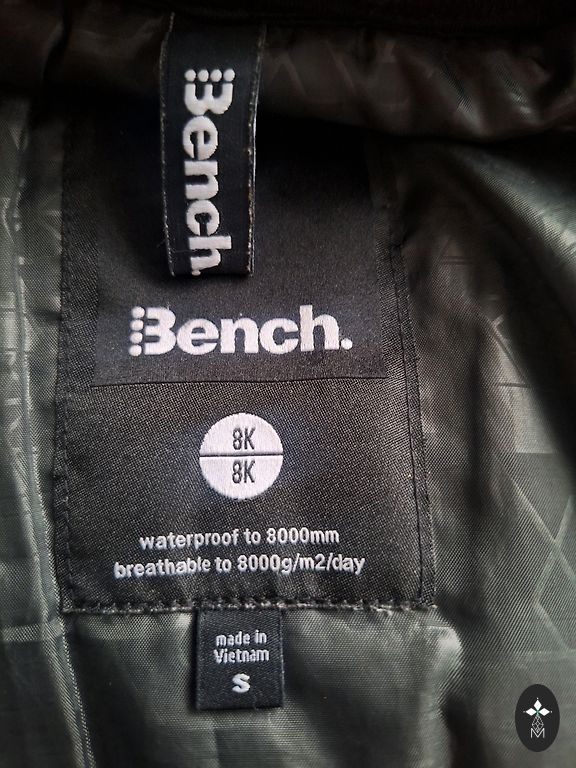 Bench.
Bench.
8K
8K
waterproof to 8000mm
breathable to 8000g/m2/day
made in
Vietnam
S
M